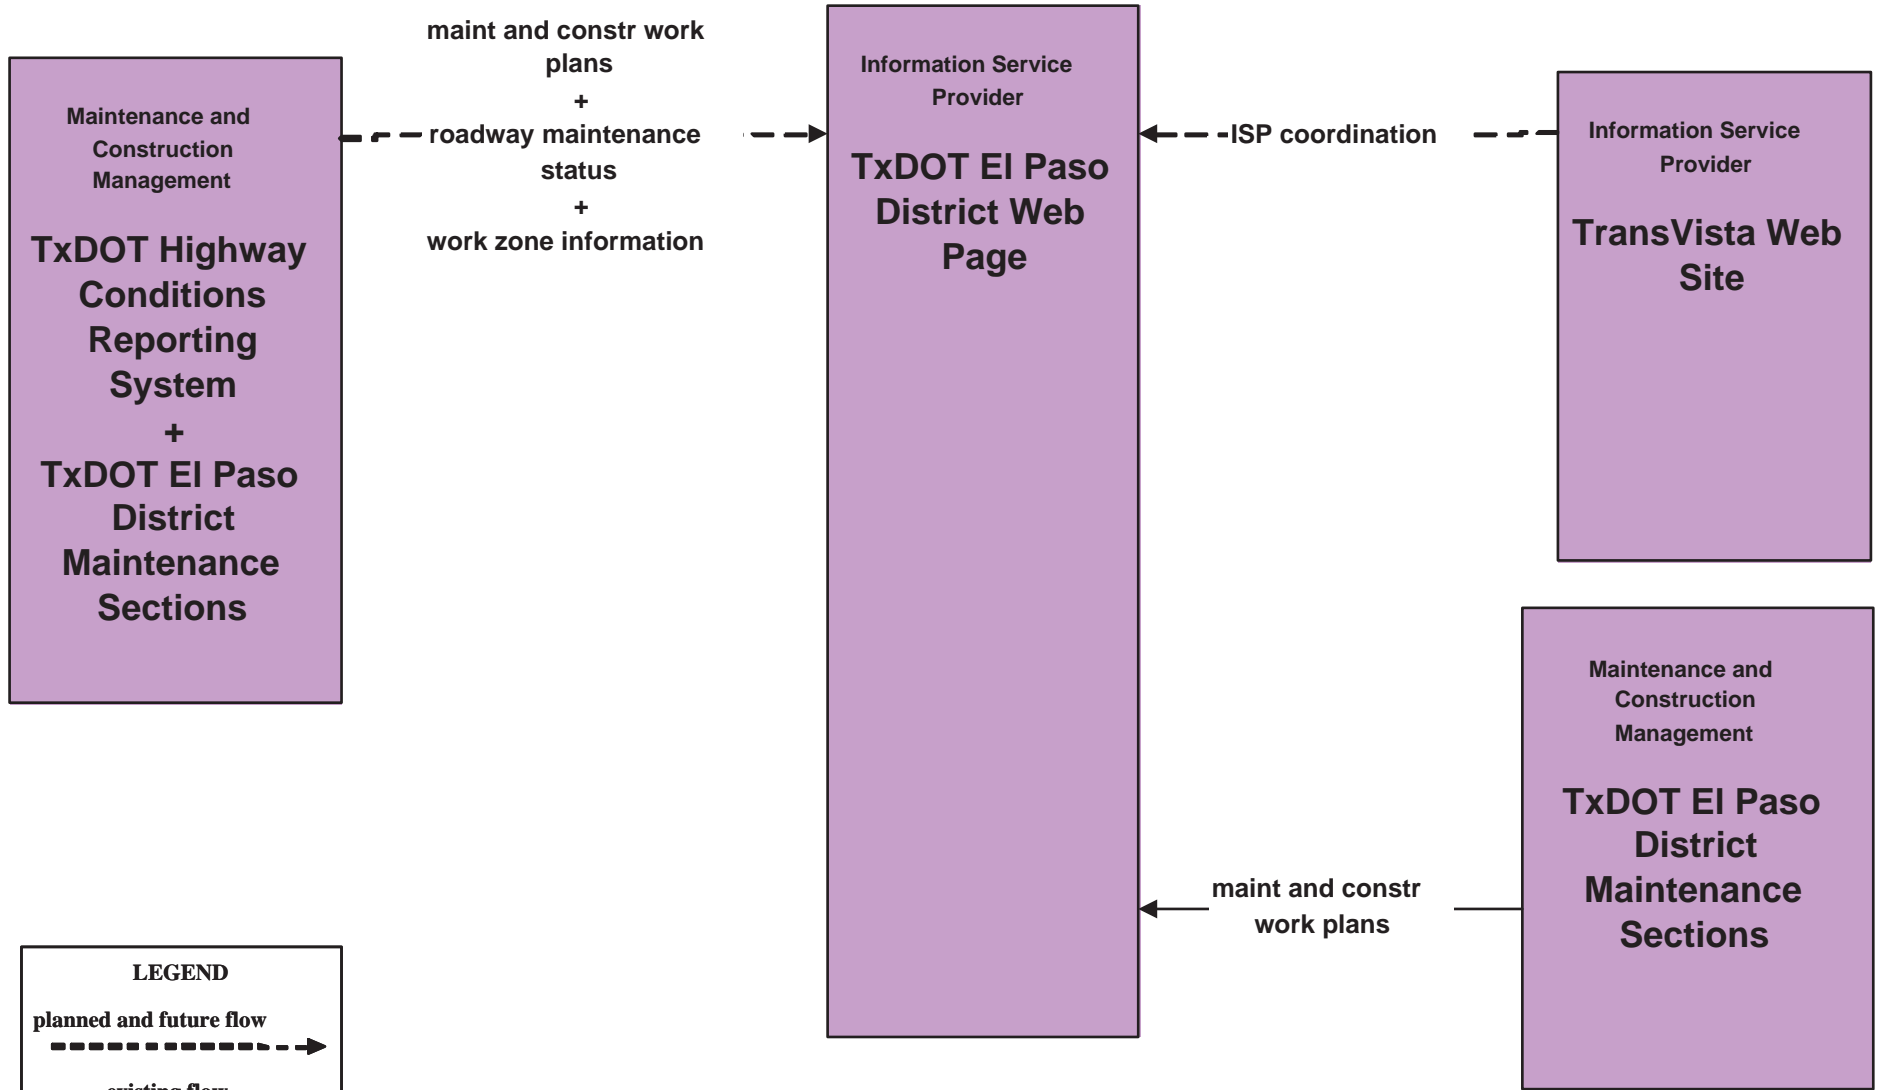 Maintenance and
Construction
Management
TxDOT Highway
Conditions
Reporting
System
+
TxDOT El Paso
District
Maintenance
Sections
maint and constr work
plans
+
roadway maintenance
status
+
work zone information
Information Service
Provider
TxDOT El Paso
District Web
Page
ISP coordination
Information Service
Provider
TransVista Web
Site
maint and constr
work plans
Maintenance and
Construction
Management
TxDOT El Paso
District
Maintenance
Sections
LEGEND
planned and future flow
existing flow